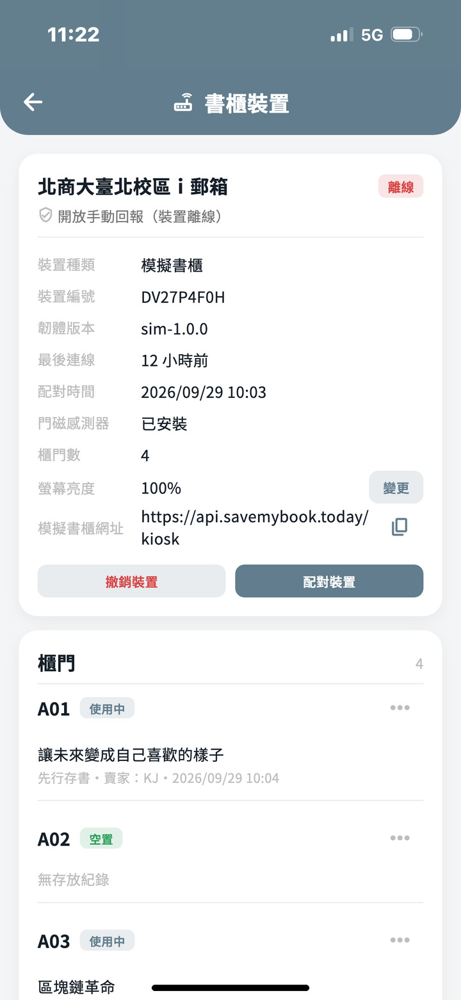 11:22
5G
書櫃裝置
北商大臺北校區 i 郵箱
離線
開放手動回報（裝置離線）
裝置種類 模擬書櫃
裝置編號 DV27P4F0H
韌體版本 sim-1.0.0
最後連線 12 小時前
配對時間 2026/09/29 10:03
門磁感測器 已安裝
櫃門數 4
螢幕亮度 100% 變更
模擬書櫃網址 https://api.savemybook.today/
kiosk
撤銷裝置 配對裝置
櫃門 4
A01 使用中
讓未來變成自己喜歡的樣子
先行存書・賣家：KJ・2026/09/29 10:04
A02 空置
無存放紀錄
A03 使用中
區塊鏈革命